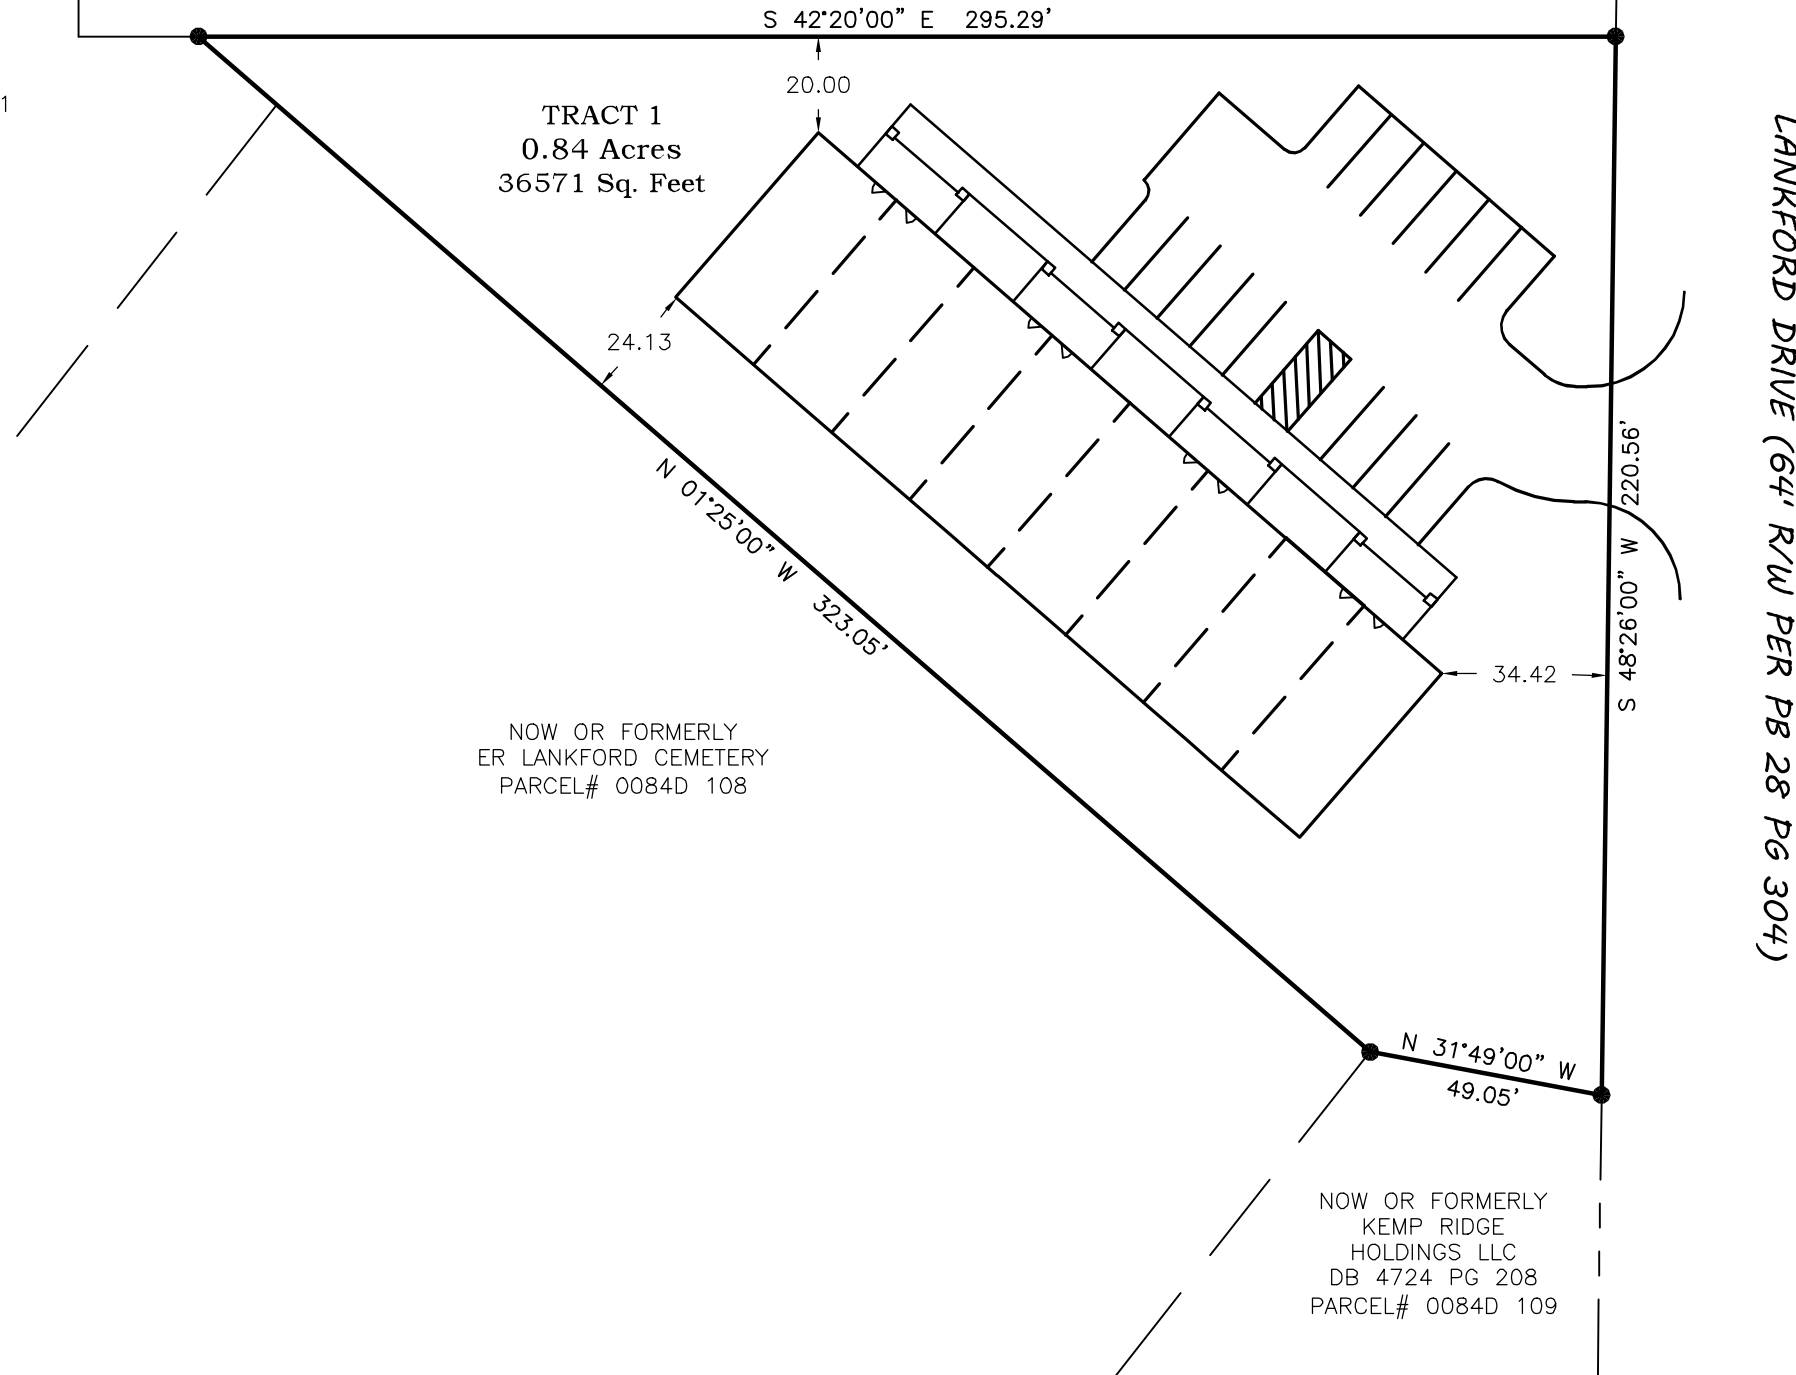 S 42°20'00" E 295.29'
1
20.00
TRACT 1
0.84 Acres
36571 Sq. Feet
24.13
N 01°25'00" W 323.05'
34.42
S 48°26'00" W 220.56'
LANKFORD DRIVE (64' R/W PER PB 28 PG 304)
NOW OR FORMERLY
ER LANKFORD CEMETERY
PARCEL# 0084D 108
N 31°49'00" W
49.05'
NOW OR FORMERLY
KEMP RIDGE
HOLDINGS LLC
DB 4724 PG 208
PARCEL# 0084D 109